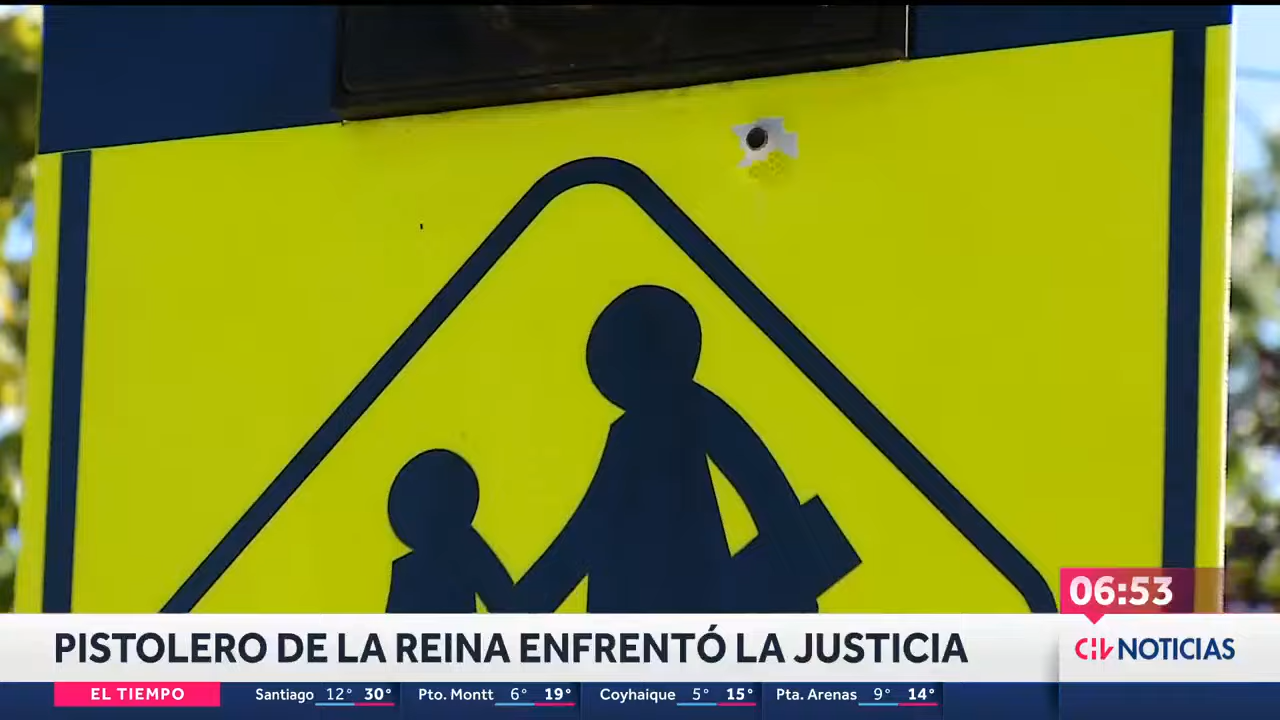 06:53
PISTOLERO DE LA REINA ENFRENTÓ LA JUSTICIA
CHV NOTICIAS
EL TIEMPO Santiago 12° 30° Pto. Montt 6° 19° Coyhaique 5° 15° Pta. Arenas 9° 14°